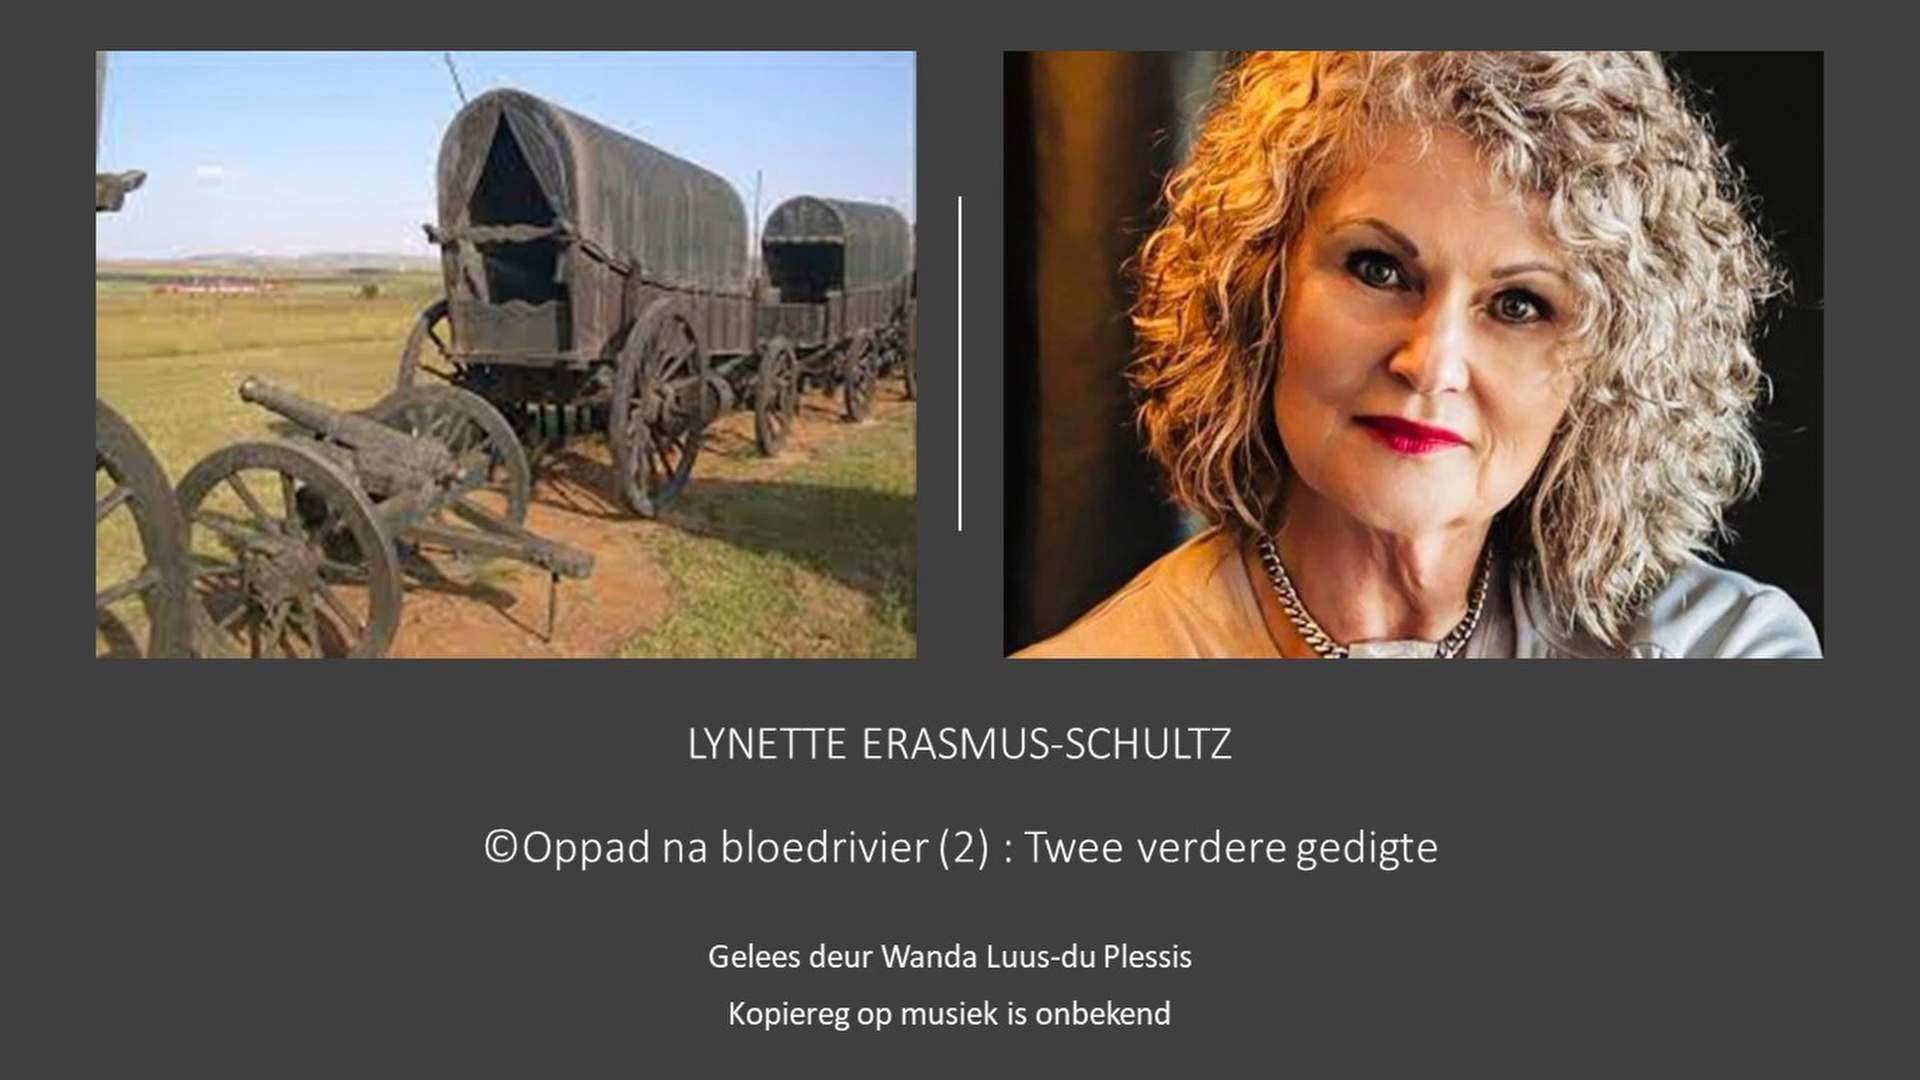 LYNETTE ERASMUS-SCHULTZ
©Oppad na bloedrivier (2) : Twee verdere gedigte
Gelees deur Wanda Luus-du Plessis
Kopiereg op musiek is onbekend